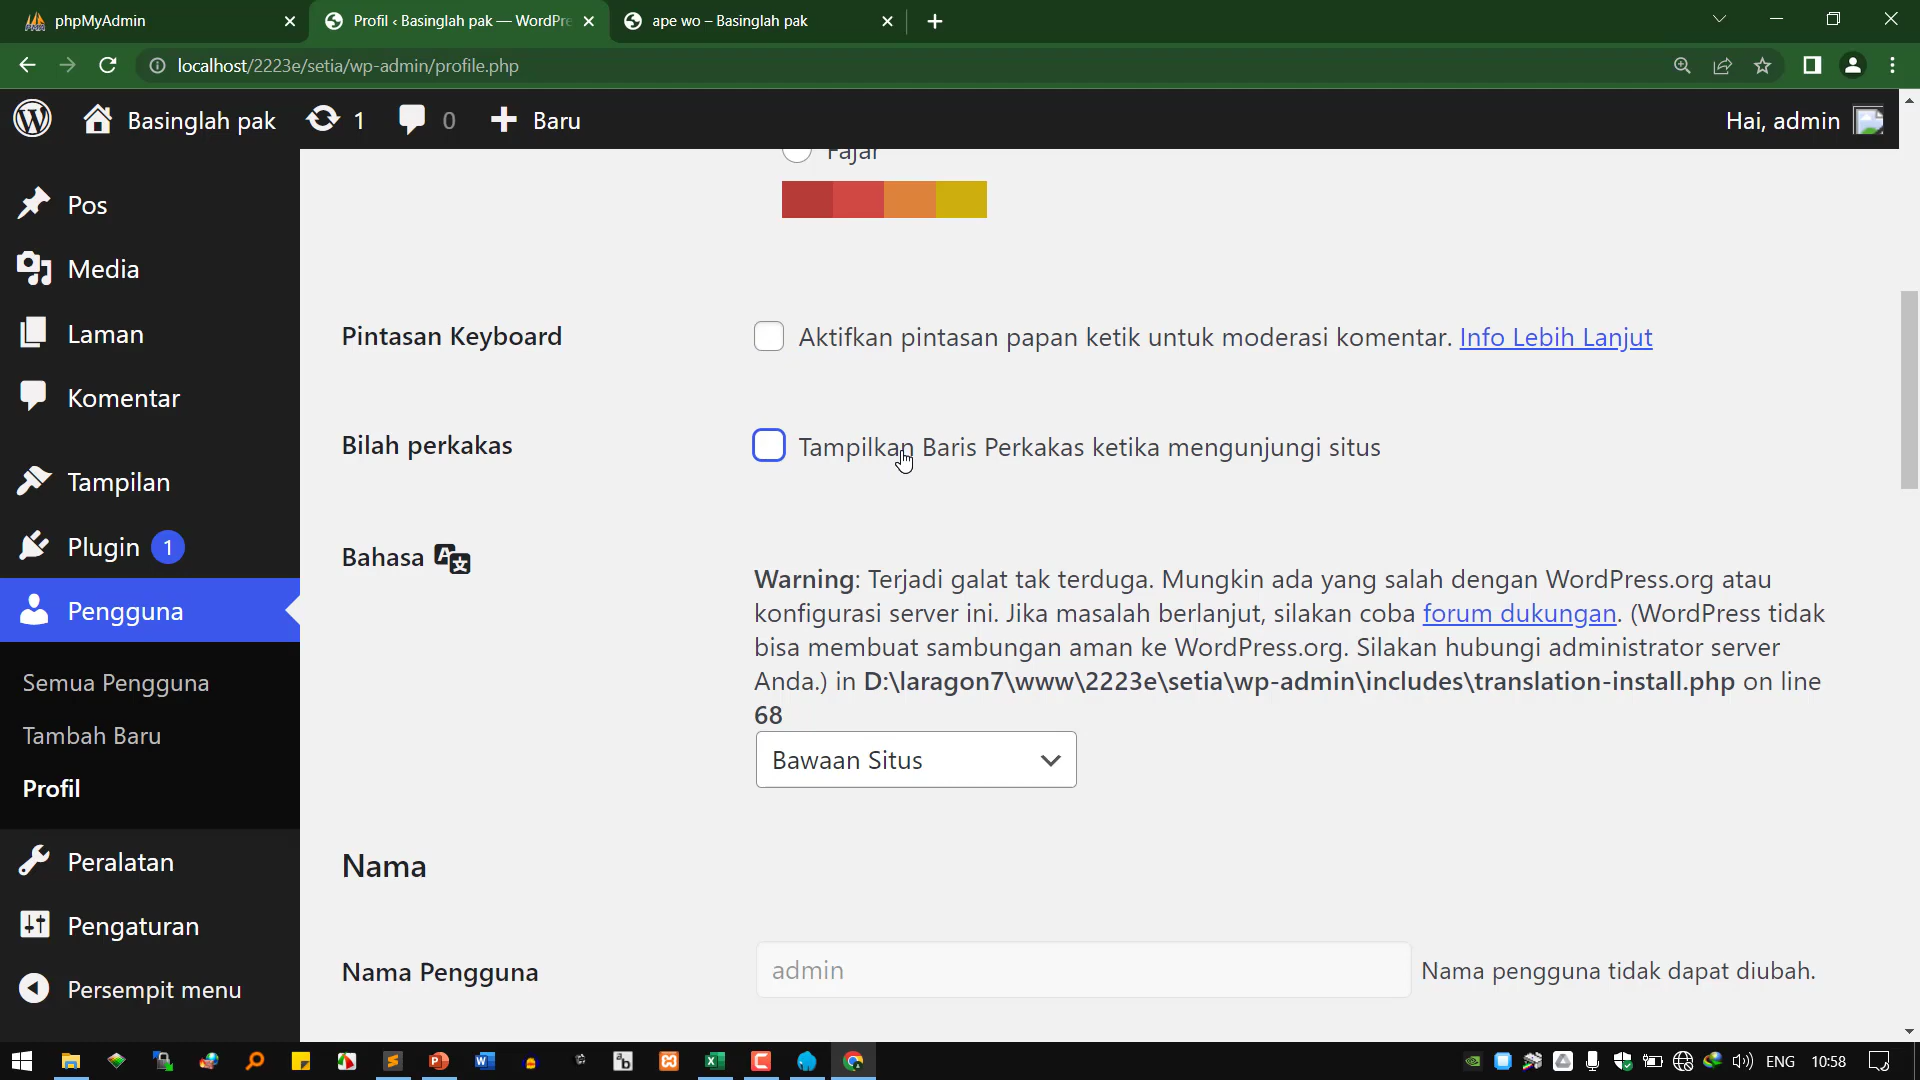 phpMyAdmin
Profil ‹ Basinglah pak — WordPre
ape wo – Basinglah pak
localhost/2223e/setia/wp-admin/profile.php
Basinglah pak
1
0
Baru
Hai, admin
Pos
Media
Laman
Komentar
Tampilan
Plugin 1
Pengguna
Semua Pengguna
Tambah Baru
Profil
Peralatan
Pengaturan
Persempit menu
Fajar
Pintasan Keyboard
Aktifkan pintasan papan ketik untuk moderasi komentar. Info Lebih Lanjut
Bilah perkakas
Tampilkan Baris Perkakas ketika mengunjungi situs
Bahasa
Warning: Terjadi galat tak terduga. Mungkin ada yang salah dengan WordPress.org atau
konfigurasi server ini. Jika masalah berlanjut, silakan coba forum dukungan. (WordPress tidak
bisa membuat sambungan aman ke WordPress.org. Silakan hubungi administrator server
Anda.) in D:\laragon7\www\2223e\setia\wp-admin\includes\translation-install.php on line
68
Bawaan Situs
Nama
Nama Pengguna
admin
Nama pengguna tidak dapat diubah.
ENG
10:58